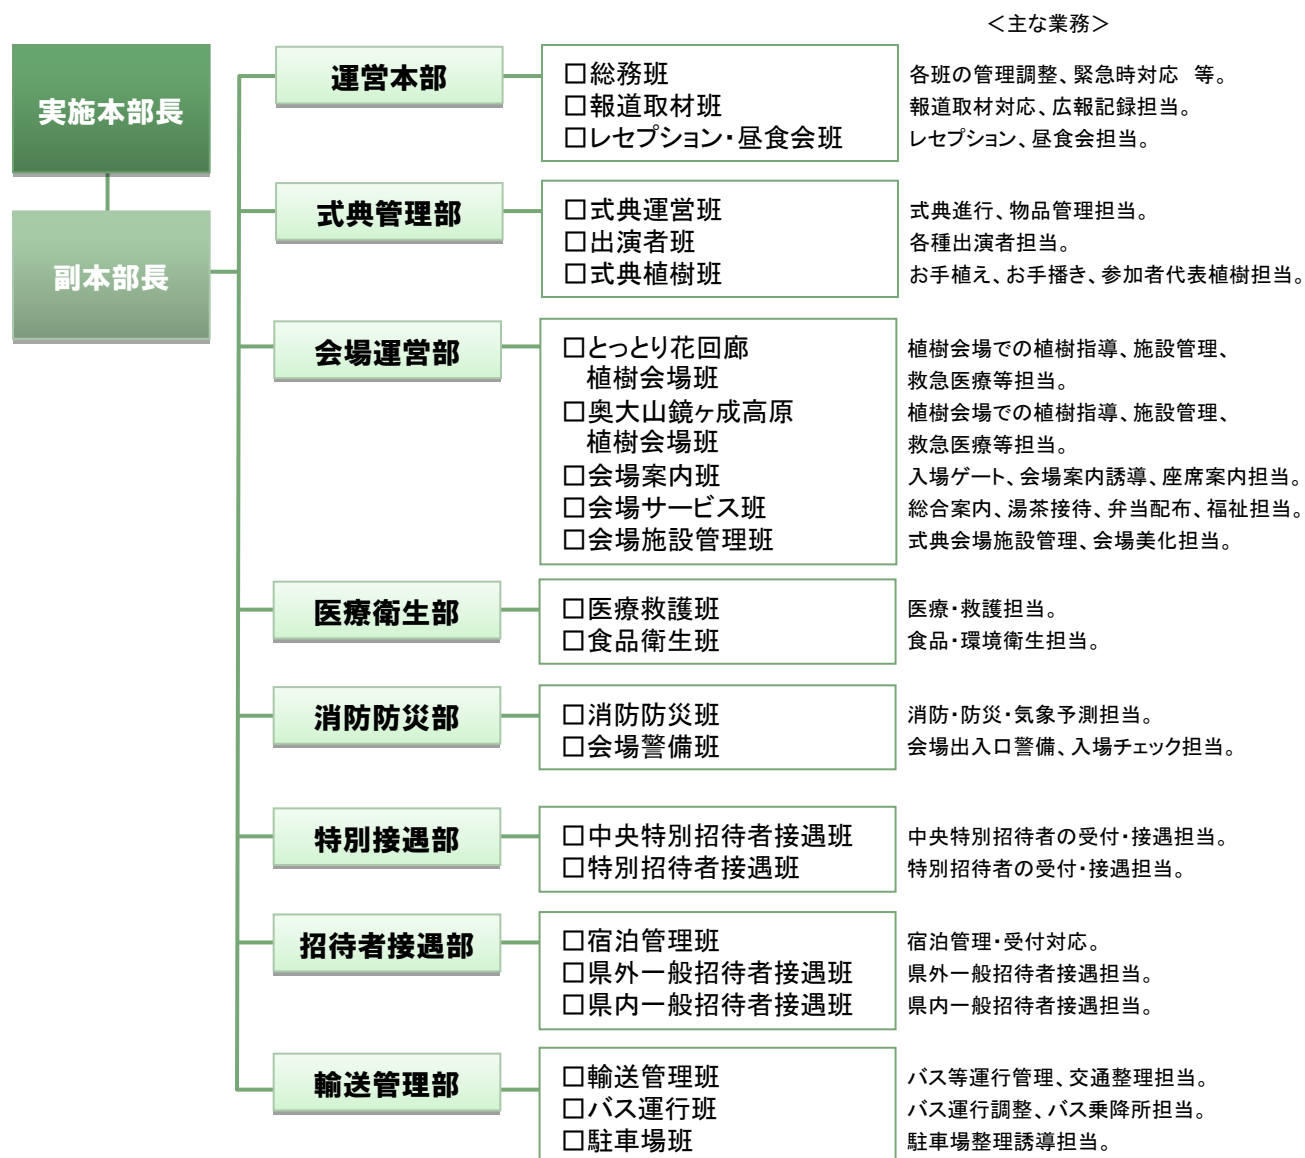 ＜主な業務＞
実施本部長
副本部長
運営本部
□総務班
各班の管理調整、緊急時対応　等。
□報道取材班
報道取材対応、広報記録担当。
□レセプション・昼食会班
レセプション、昼食会担当。
式典管理部
□式典運営班
式典進行、物品管理担当。
□出演者班
各種出演者担当。
□式典植樹班
お手植え、お手播き、参加者代表植樹担当。
会場運営部
□とっとり花回廊
植樹会場班
植樹会場での植樹指導、施設管理、
救急医療等担当。
□奥大山鏡ヶ成高原
植樹会場班
植樹会場での植樹指導、施設管理、
救急医療等担当。
□会場案内班
入場ゲート、会場案内誘導、座席案内担当。
□会場サービス班
総合案内、湯茶接待、弁当配布、福祉担当。
□会場施設管理班
式典会場施設管理、会場美化担当。
医療衛生部
□医療救護班
医療・救護担当。
□食品衛生班
食品・環境衛生担当。
消防防災部
□消防防災班
消防・防災・気象予測担当。
□会場警備班
会場出入口警備、入場チェック担当。
特別接遇部
□中央特別招待者接遇班
中央特別招待者の受付・接遇担当。
□特別招待者接遇班
特別招待者の受付・接遇担当。
招待者接遇部
□宿泊管理班
宿泊管理・受付対応。
□県外一般招待者接遇班
県外一般招待者接遇担当。
□県内一般招待者接遇班
県内一般招待者接遇担当。
輸送管理部
□輸送管理班
バス等運行管理、交通整理担当。
□バス運行班
バス運行調整、バス乗降所担当。
□駐車場班
駐車場整理誘導担当。